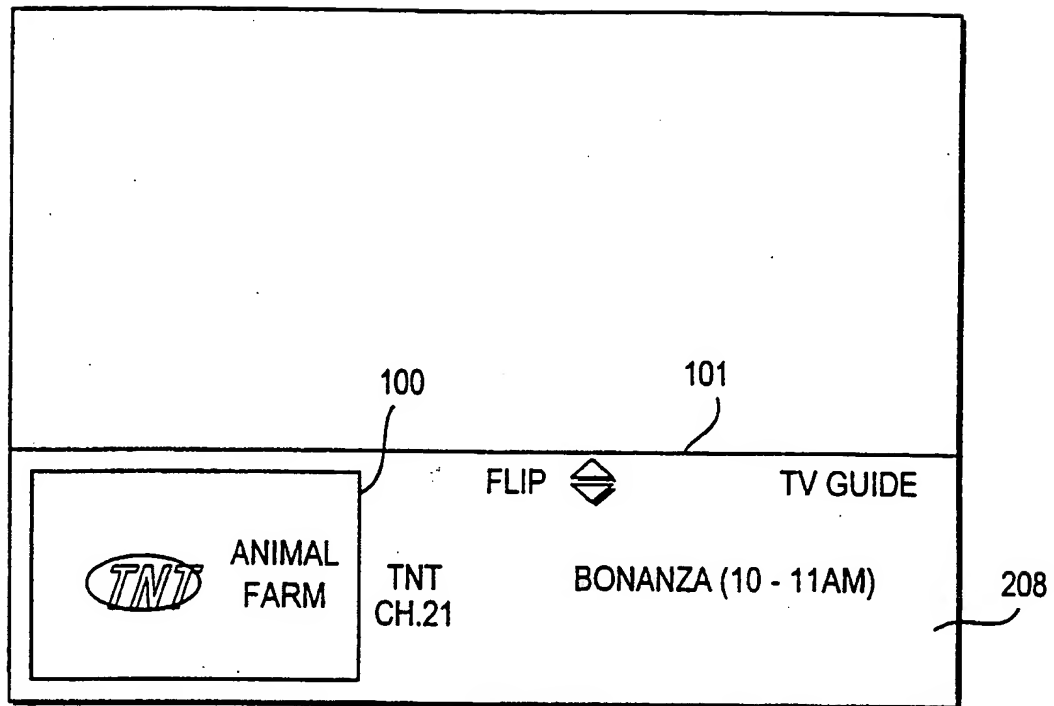 100
101
FLIP
TV GUIDE
TNT
ANIMAL
FARM
TNT
CH.21
BONANZA (10 - 11AM)
208